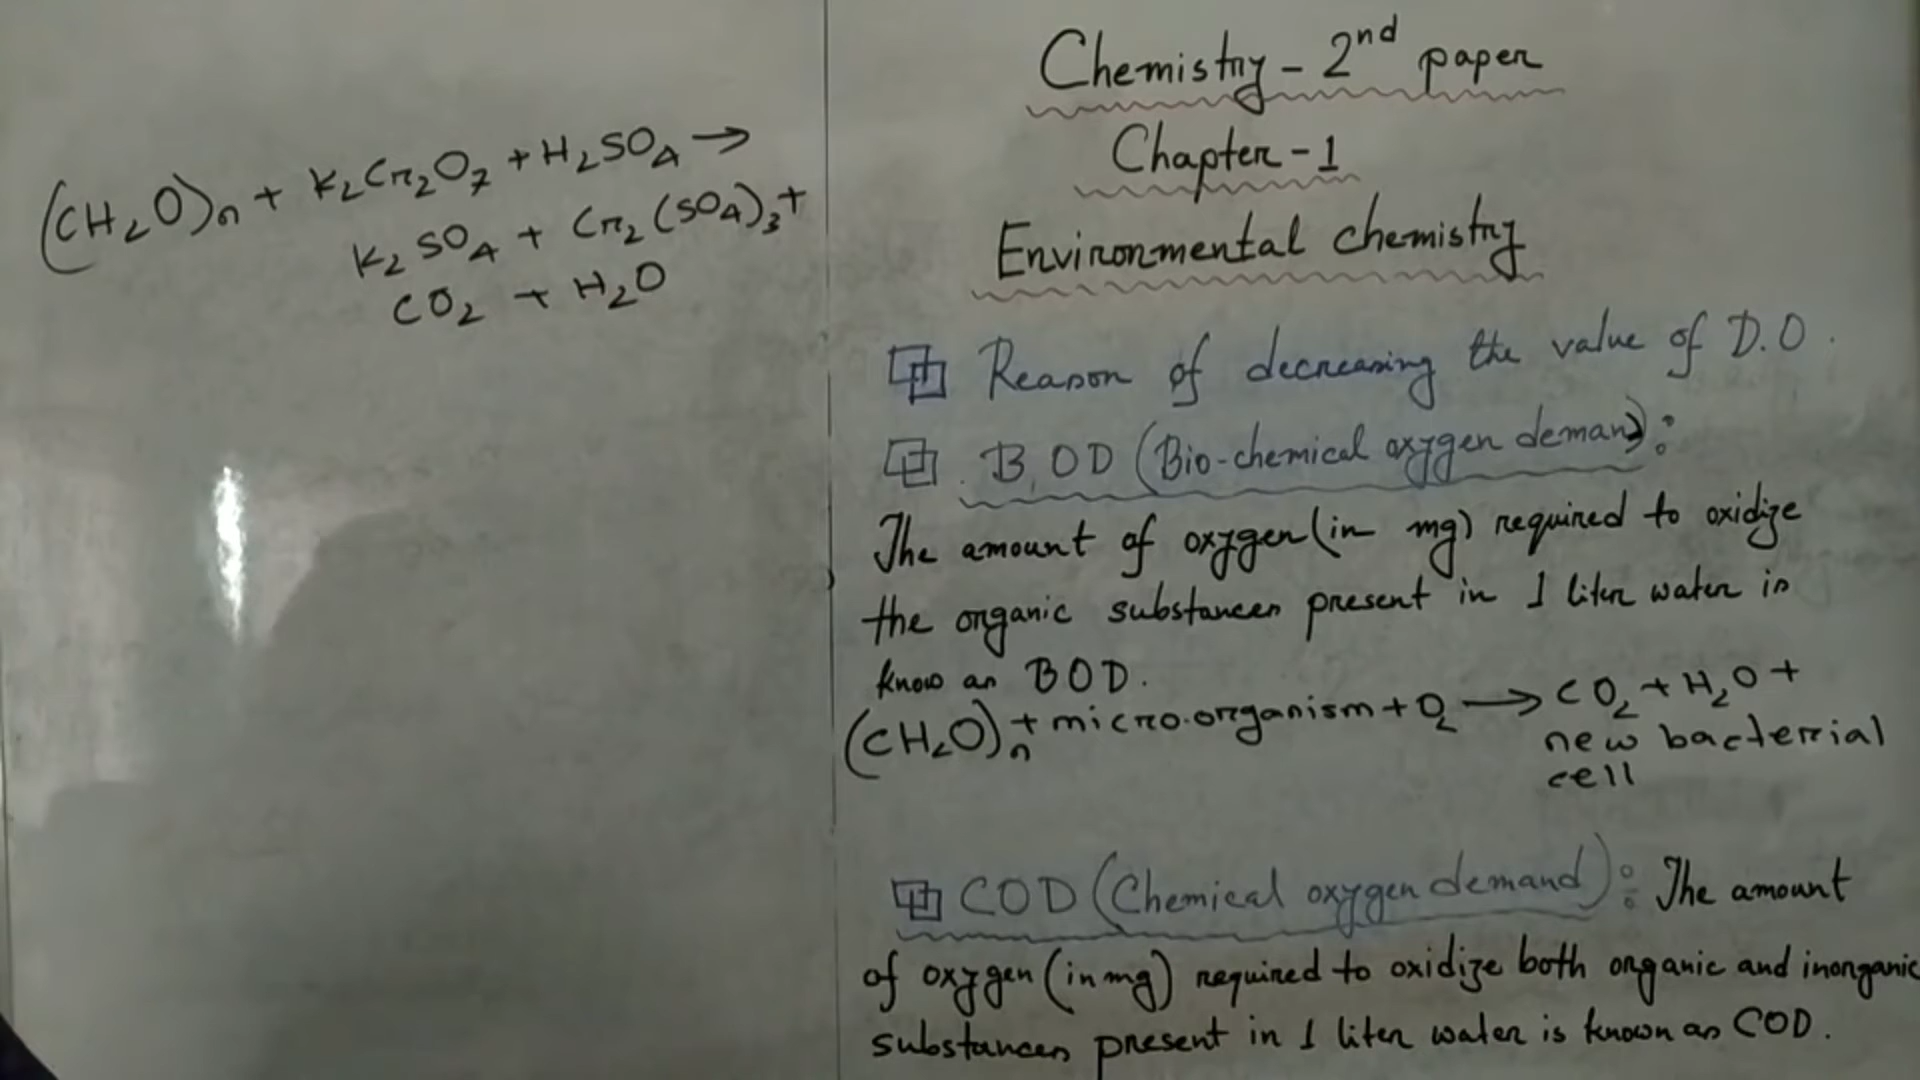 (CH₂O)n + K₂Cr₂O₇ + H₂SO₄ →
K₂SO₄ + Cr₂(SO₄)₃ +
CO₂ + H₂O
Chemistry - 2nd paper
Chapter - 1
Environmental chemistry
Reason of decreasing the value of D.O.
B.OD (Bio-chemical oxygen demand):
The amount of oxygen (in mg) required to oxidize
the organic substances present in 1 liter water is
know as BOD.
(CH₂O)n + micro-organism + O₂ → CO₂ + H₂O +
new bacterial
cell
COD (Chemical oxygen demand): The amount
of oxygen (in mg) required to oxidize both organic and inorganic
substances present in 1 liter water is known as COD.